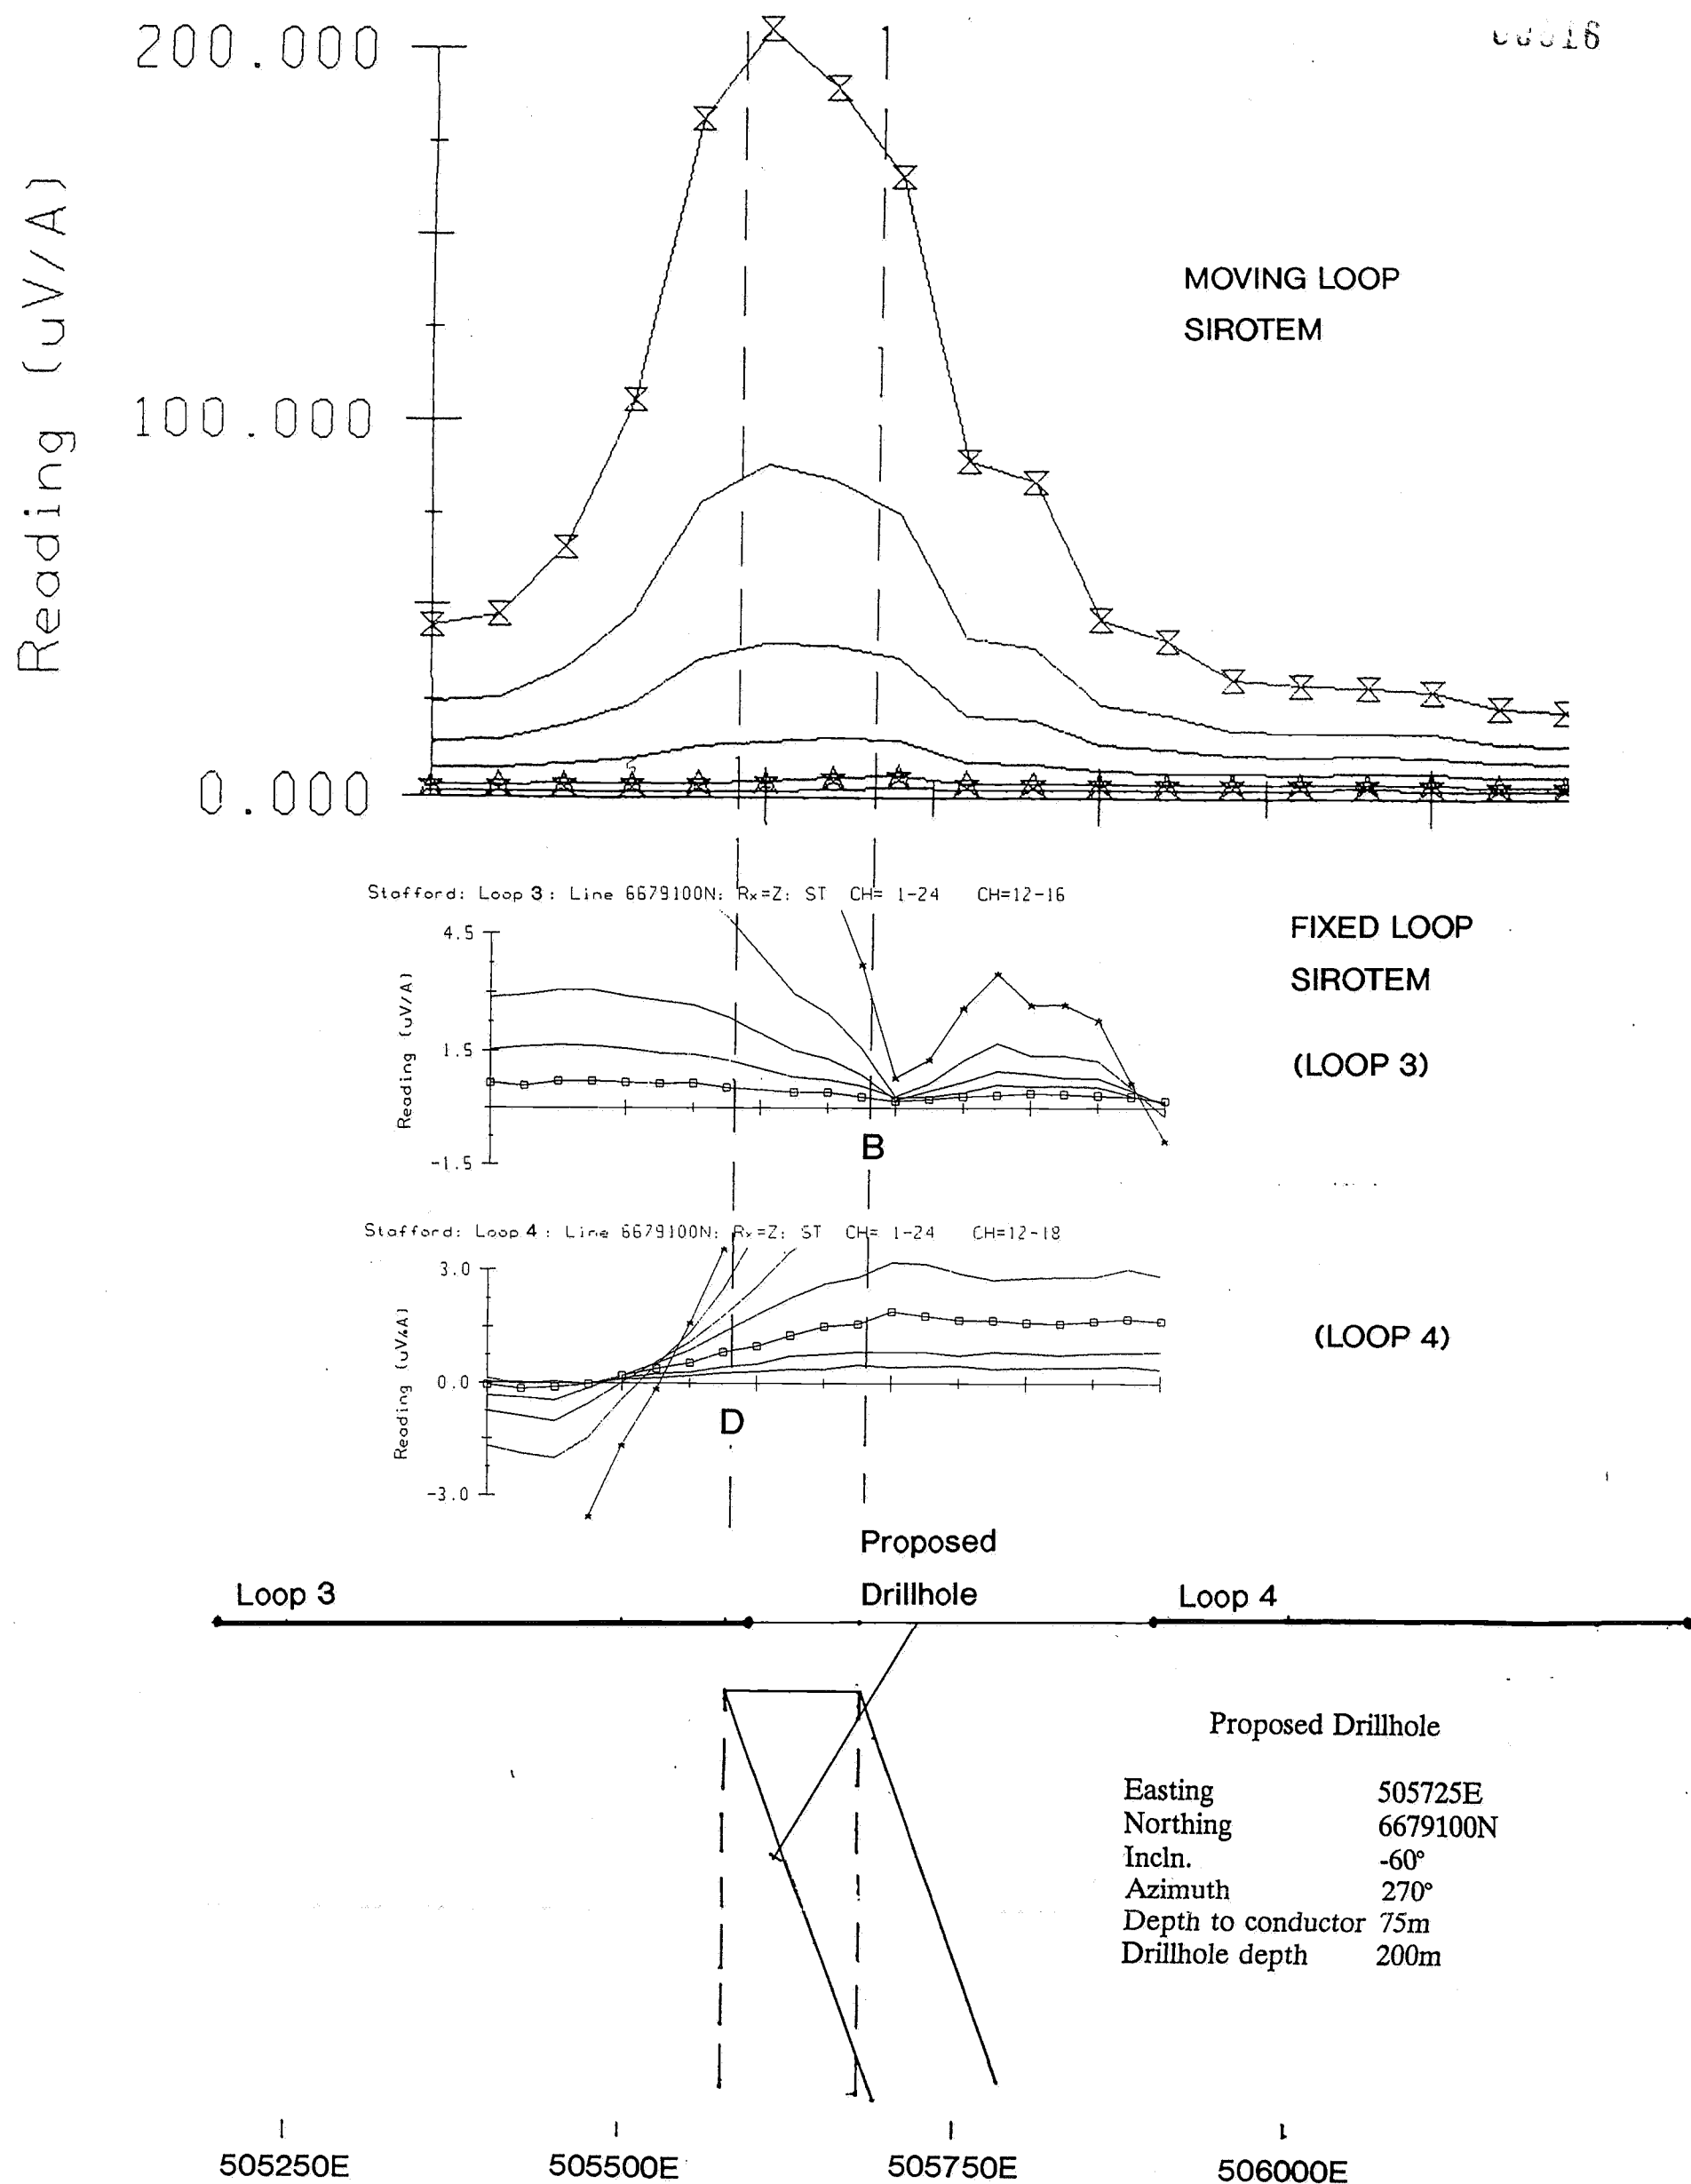 200.000
Reading (uV/A)
MOVING LOOP
SIROTEM
100.000
0.000
Stafford: Loop 3: Line 6679100N: Rx=Z: ST CH= 1-24 CH=12-16
4.5
FIXED LOOP
SIROTEM
Reading (uV/A)
1.5
(LOOP 3)
B
-1.5
Stafford: Loop 4: Line 6679100N: Rx=Z: ST CH= 1-24 CH=12-18
3.0
Reading (uV/A)
(LOOP 4)
0.0
D
-3.0
Proposed
Drillhole
Loop 3
Loop 4
Proposed Drillhole
Easting 505725E
Northing 6679100N
Incln. -60°
Azimuth 270°
Depth to conductor 75m
Drillhole depth 200m
505250E 505500E 505750E 506000E